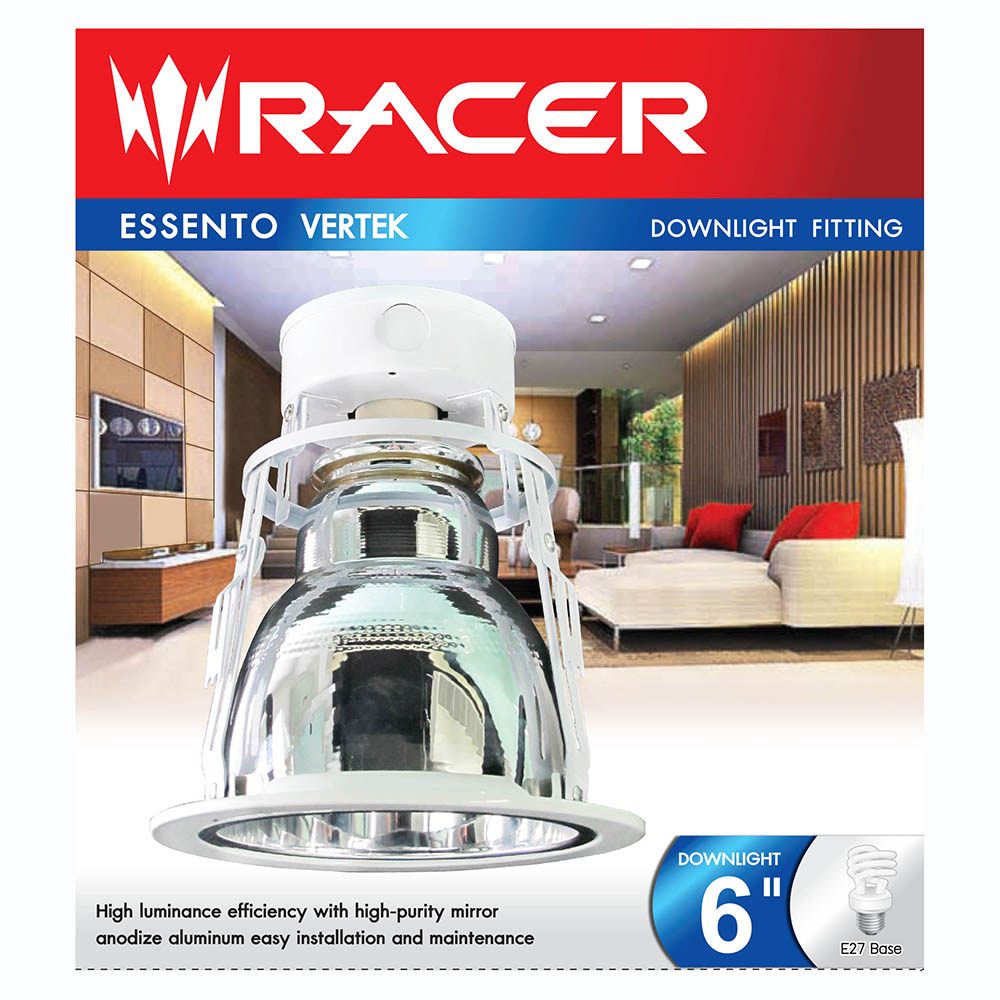 RACER
ESSENTO VERTEK
DOWNLIGHT FITTING
High luminance efficiency with high-purity mirror
anodize aluminum easy installation and maintenance
DOWNLIGHT
6"
E27 Base